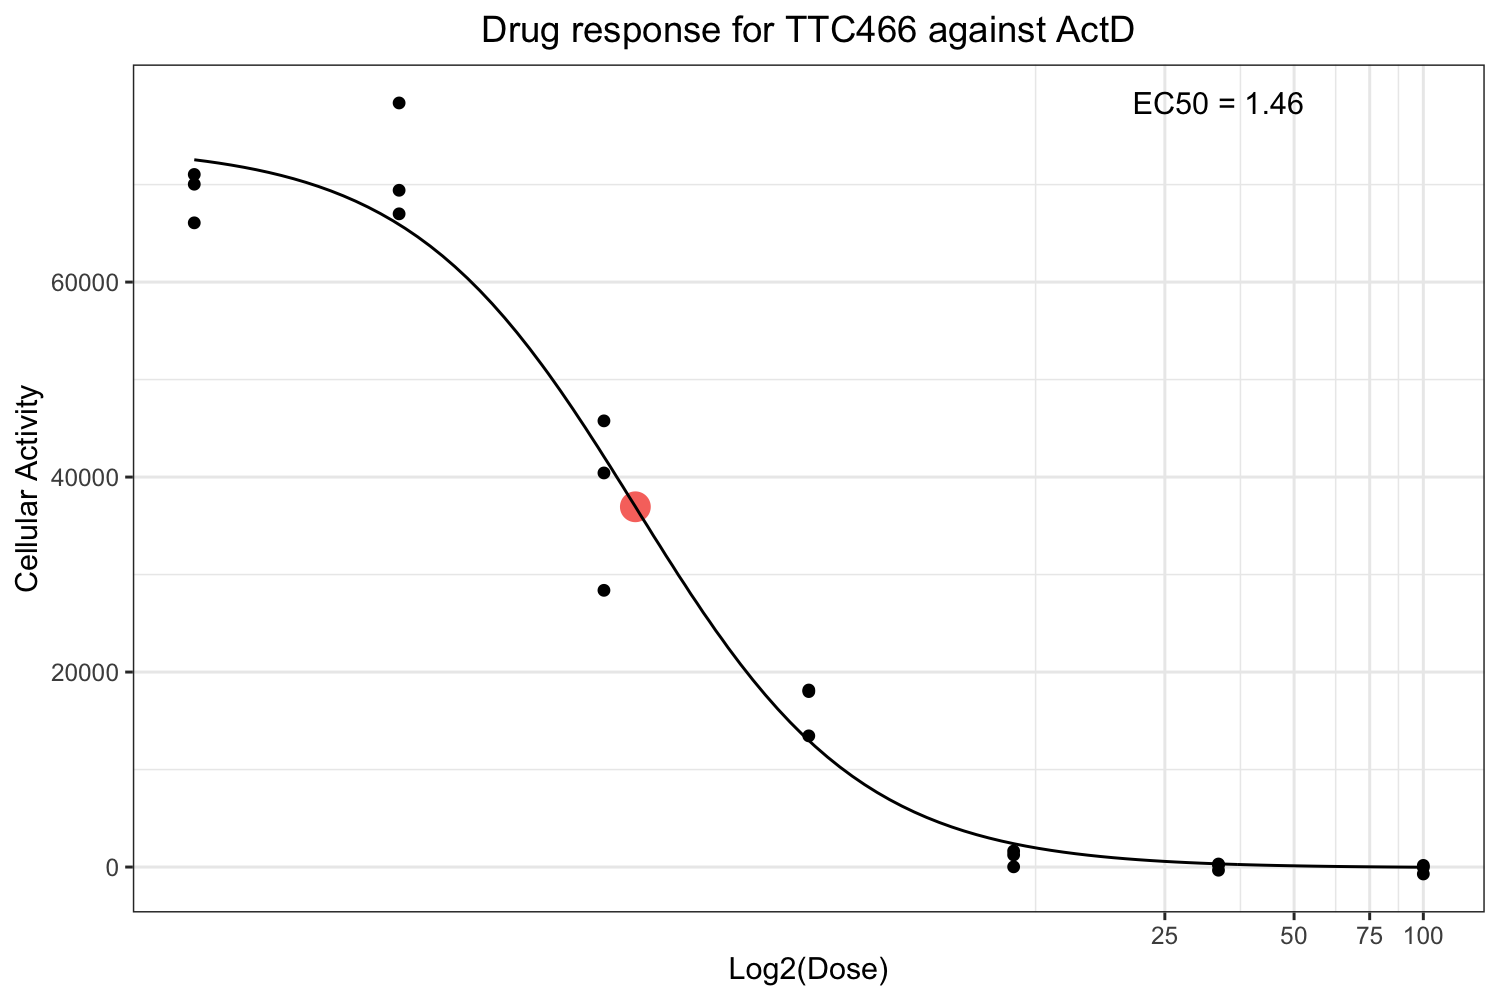 Drug response for TTC466 against ActD
EC50 = 1.46
Cellular Activity
60000
40000
20000
0
25 50 75 100
Log2(Dose)